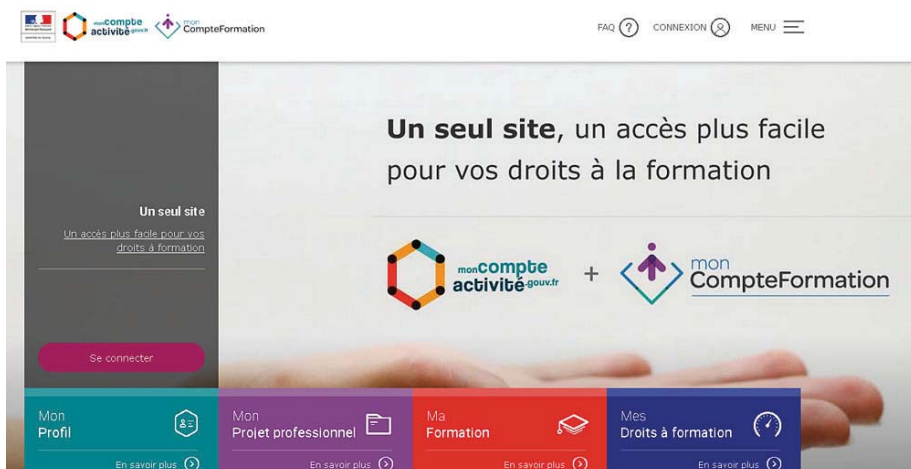 moncompte
activité.gouv.fr
mon
CompteFormation
FAQ ?
CONNEXION
MENU
Un seul site, un accès plus facile
pour vos droits à la formation
Un seul site
Un accès plus facile pour vos
droits à formation
Se connecter
moncompte
activité.gouv.fr
+
mon
CompteFormation
Mon
Profil
En savoir plus
Mon
Projet professionnel
En savoir plus
Ma
Formation
En savoir plus
Mes
Droits à formation
En savoir plus